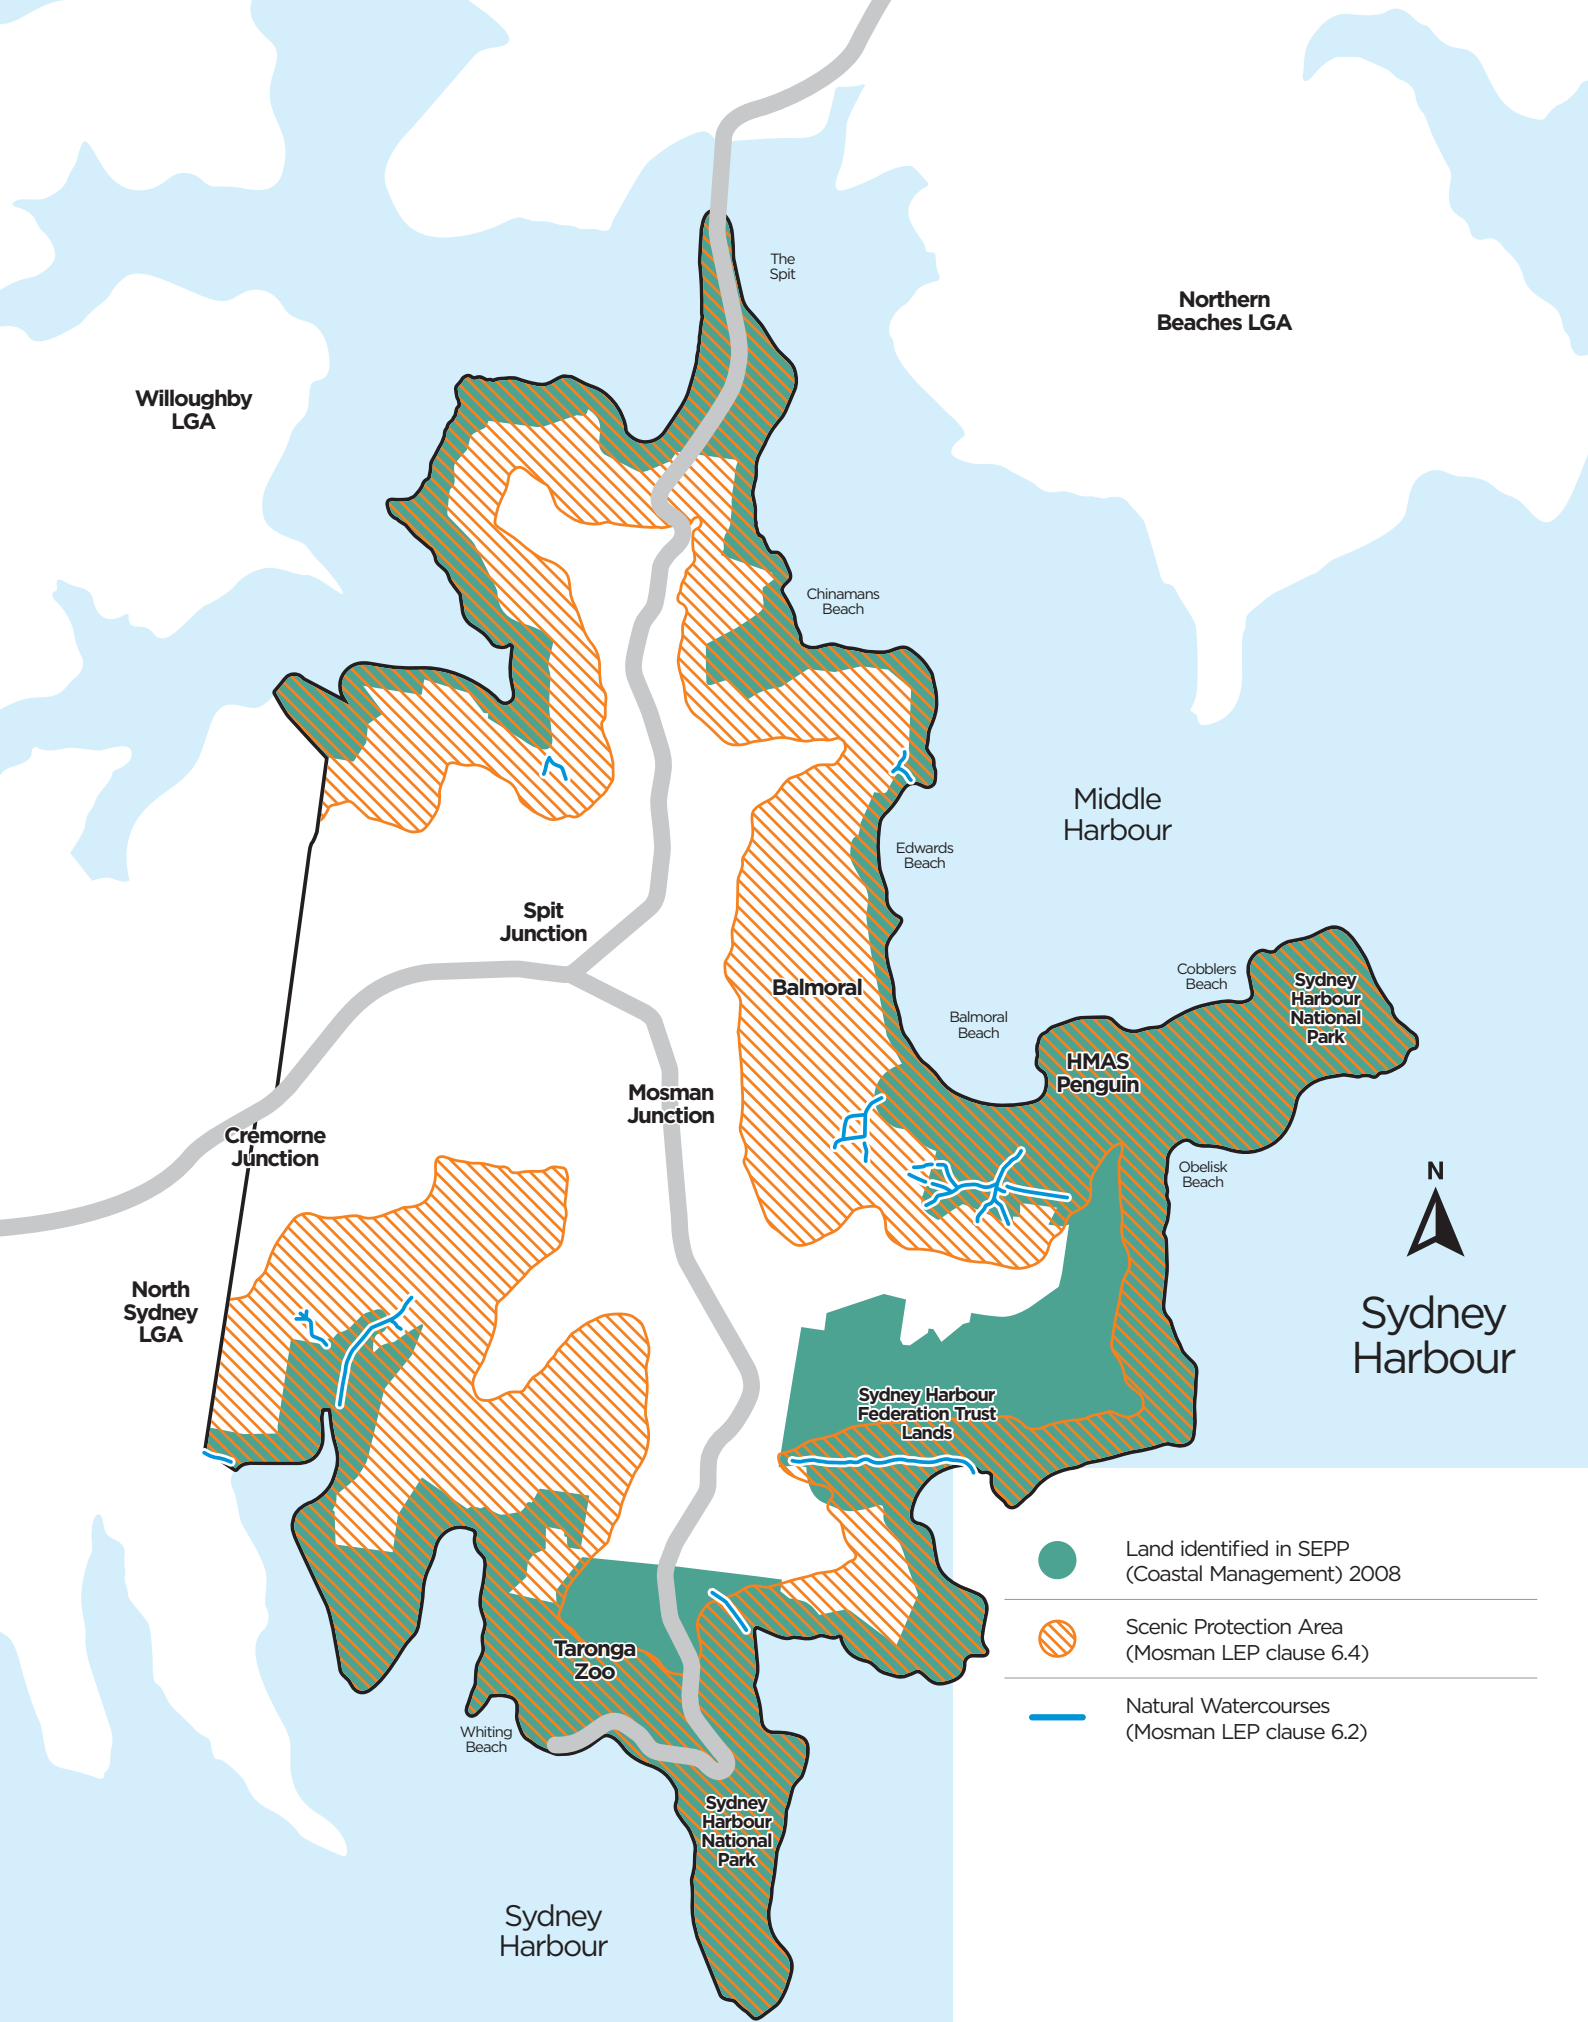 The
Spit
Northern
Beaches LGA
Willoughby
LGA
Chinamans
Beach
Middle
Harbour
Edwards
Beach
Spit
Junction
Balmoral
Cobblers
Beach
Sydney
Harbour
National
Park
Balmoral
Beach
HMAS
Penguin
Mosman
Junction
Cremorne
Junction
Obelisk
Beach
N
North
Sydney
LGA
Sydney
Harbour
Sydney Harbour
Federation Trust
Lands
Land identified in SEPP
(Coastal Management) 2008
Scenic Protection Area
(Mosman LEP clause 6.4)
Natural Watercourses
(Mosman LEP clause 6.2)
Taronga
Zoo
Whiting
Beach
Sydney
Harbour
National
Park
Sydney
Harbour